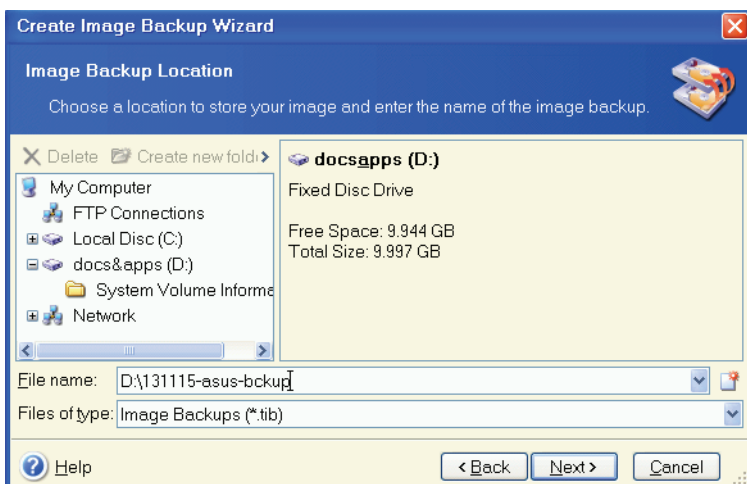 Create Image Backup Wizard
Image Backup Location
Choose a location to store your image and enter the name of the image backup.
Delete Create new fold
My Computer
FTP Connections
Local Disc (C:)
docs&apps (D:)
System Volume Informa
Network
docsapps (D:)
Fixed Disc Drive
Free Space: 9.944 GB
Total Size: 9.997 GB
File name: D:\131115-asus-bckup
Files of type: Image Backups (*.tib)
Help < Back Next > Cancel